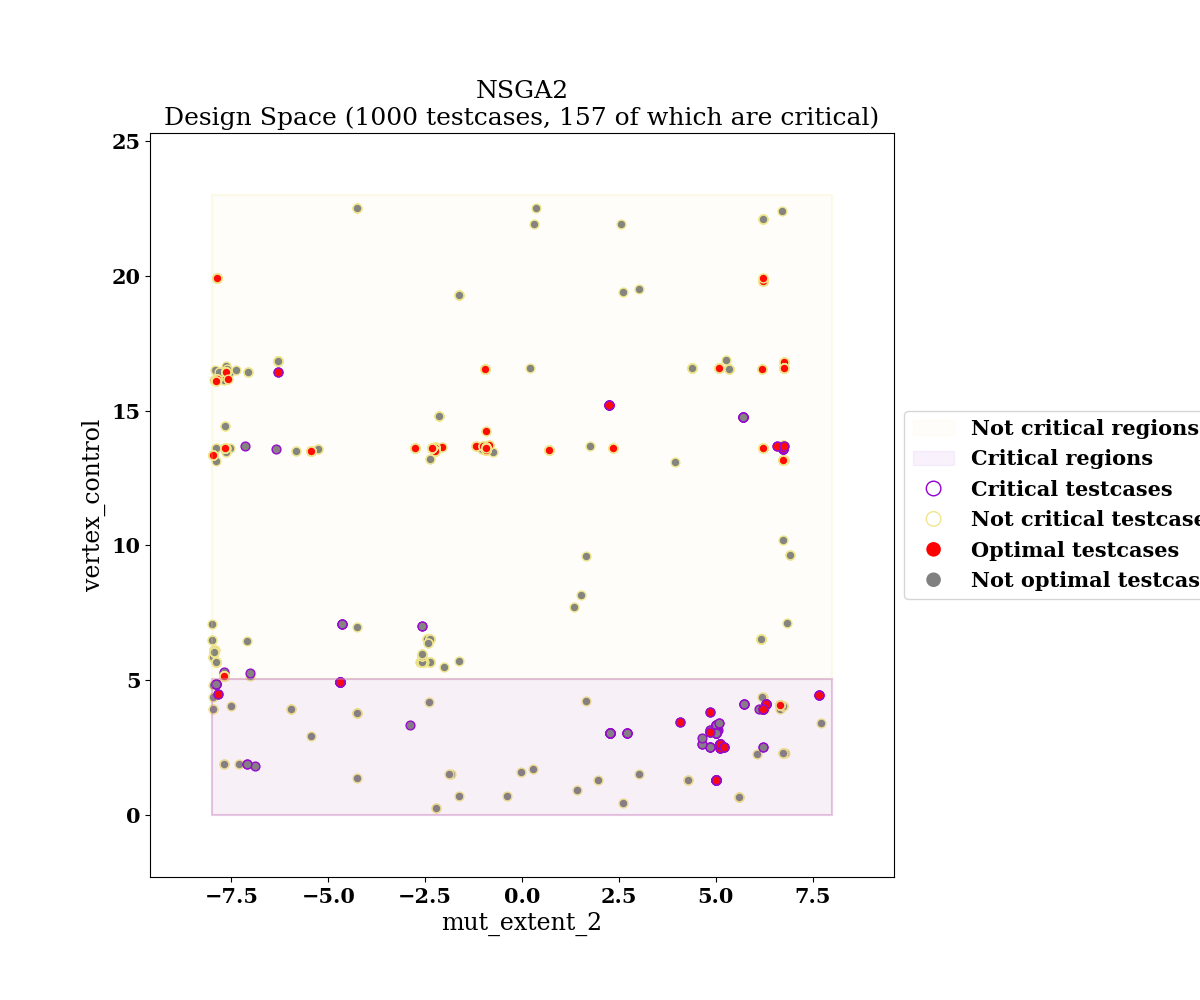 NSGA2
Design Space (1000 testcases, 157 of which are critical)
25
20
15
10
5
0
vertex_control
−7.5 −5.0 −2.5 0.0 2.5 5.0 7.5
mut_extent_2
Not critical regions
Critical regions
Critical testcases
Not critical testcase
Optimal testcases
Not optimal testcas